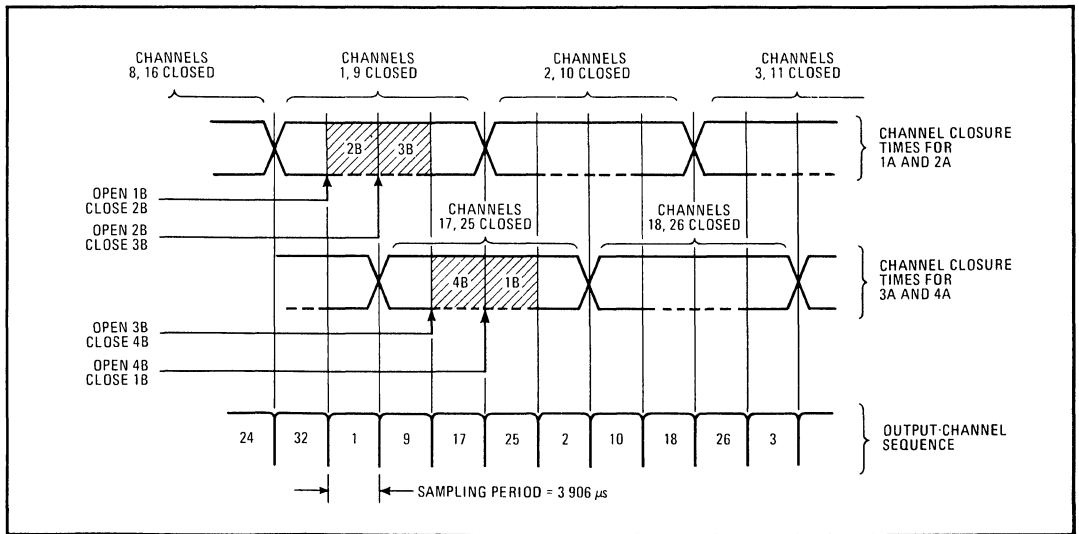 CHANNELS
8, 16 CLOSED
CHANNELS
1, 9 CLOSED
CHANNELS
2, 10 CLOSED
CHANNELS
3, 11 CLOSED
2B
3B
CHANNEL CLOSURE
TIMES FOR
1A AND 2A
OPEN 1B
CLOSE 2B
OPEN 2B
CLOSE 3B
CHANNELS
17, 25 CLOSED
CHANNELS
18, 26 CLOSED
4B
1B
CHANNEL CLOSURE
TIMES FOR
3A AND 4A
OPEN 3B
CLOSE 4B
OPEN 4B
CLOSE 1B
24 32 1 9 17 25 2 10 18 26 3
OUTPUT-CHANNEL
SEQUENCE
SAMPLING PERIOD = 3 906 µs